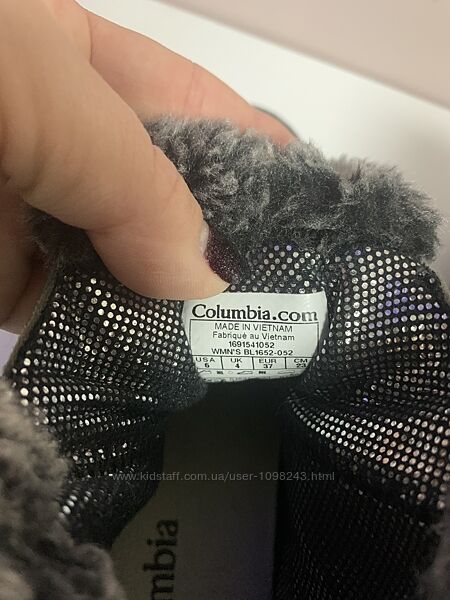 Columbia.com
MADE IN VIETNAM
Fabriqué au Vietnam
1691541052
WMN'S BL1652-052
USA UK EUR CM
6 4 37 23
www.kidstaff.com.ua/user-1098243.html
mbia